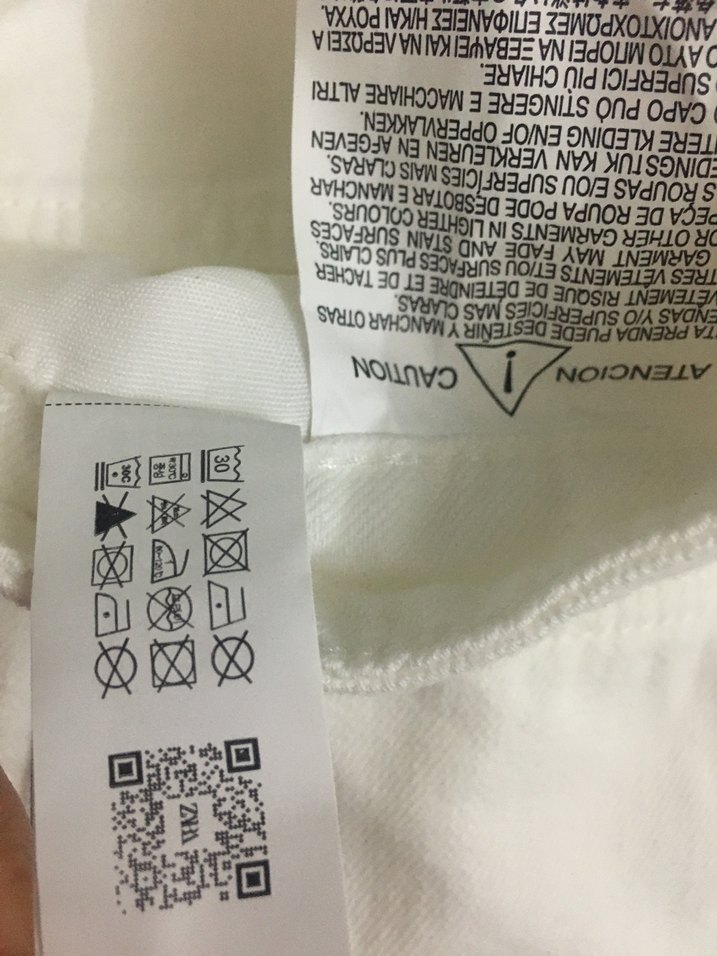 ATENCION ! CAUTION
TA PRENDA PUEDE DESTEÑIR Y MANCHAR OTRAS
ENDAS Y/O SUPERFICIES MAS CLARAS.
VÊTEMENT RISQUE DE DÉTEINDRE ET DE TACHER
TRES VÊTEMENTS ET/OU SURFACES PLUS CLAIRS.
GARMENT MAY FADE AND STAIN SURFACES
OR OTHER GARMENTS IN LIGHTER COLOURS.
PEÇA DE ROUPA PODE DESBOTAR E MANCHAR
S ROUPAS E/OU SUPERFÍCIES MAIS CLARAS.
EDINGSTUK KAN VERKLEUREN EN AFGEVEN
TERE KLEDING EN/OF OPPERVLAKKEN.
O CAPO PUÒ STINGERE E MACCHIARE ALTRI
O SUPERFICI PIÙ CHIARE.
Ο ΑΥΤΟ ΜΠΟΡΕΙ ΝΑ ΞΕΒΑΨΕΙ ΚΑΙ ΝΑ ΛΕΡΩΣΕΙ Α
ΑΝΟΙΧΤΟΧΡΩΜΕΣ ΕΠΙΦΑΝΕΙΕΣ Η/ΚΑΙ ΡΟΥΧΑ.
30
30C
ZARA